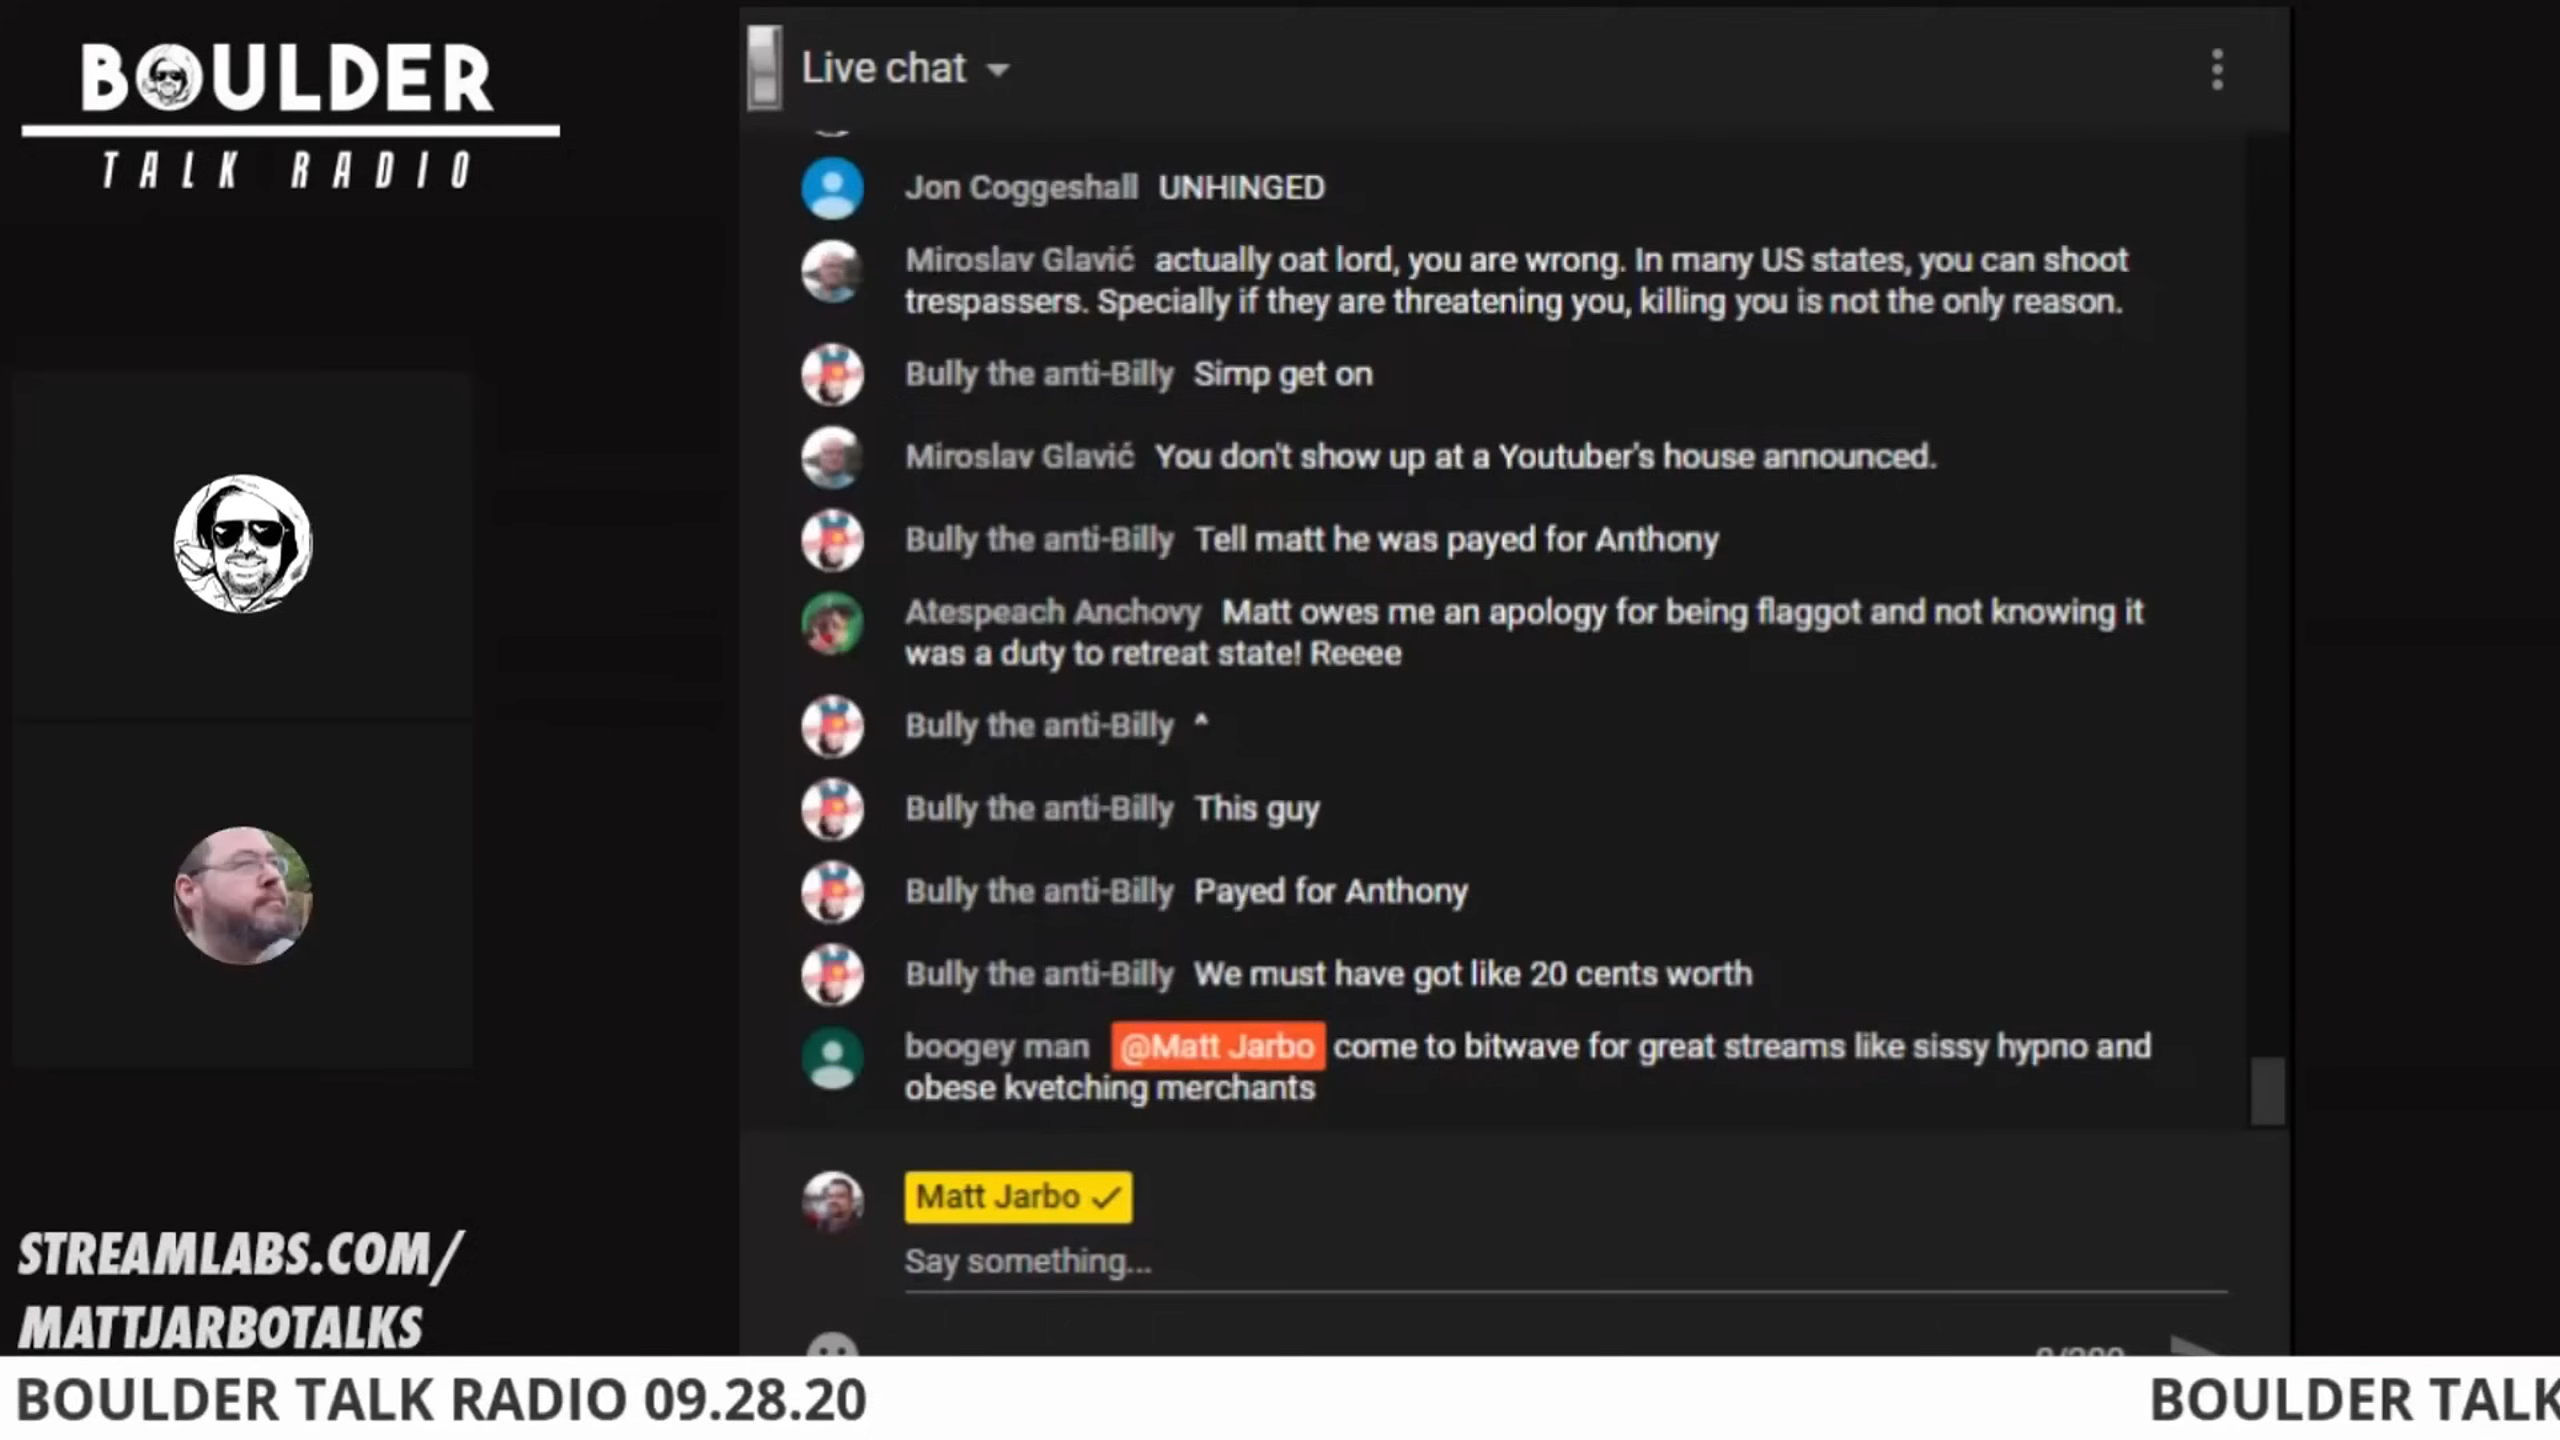 BOULDER
TALK RADIO
Live chat
Jon Coggeshall UNHINGED
Miroslav Glavić actually oat lord, you are wrong. In many US states, you can shoot
trespassers. Specially if they are threatening you, killing you is not the only reason.
Bully the anti-Billy Simp get on
Miroslav Glavić You don't show up at a Youtuber's house announced.
Bully the anti-Billy Tell matt he was payed for Anthony
Atespeach Anchovy Matt owes me an apology for being flaggot and not knowing it
was a duty to retreat state! Reeee
Bully the anti-Billy ^
Bully the anti-Billy This guy
Bully the anti-Billy Payed for Anthony
Bully the anti-Billy We must have got like 20 cents worth
boogey man @Matt Jarbo come to bitwave for great streams like sissy hypno and
obese kvetching merchants
Matt Jarbo ✓
Say something...
STREAMLABS.COM/
MATTJARBOTALKS
BOULDER TALK RADIO 09.28.20
BOULDER TALK